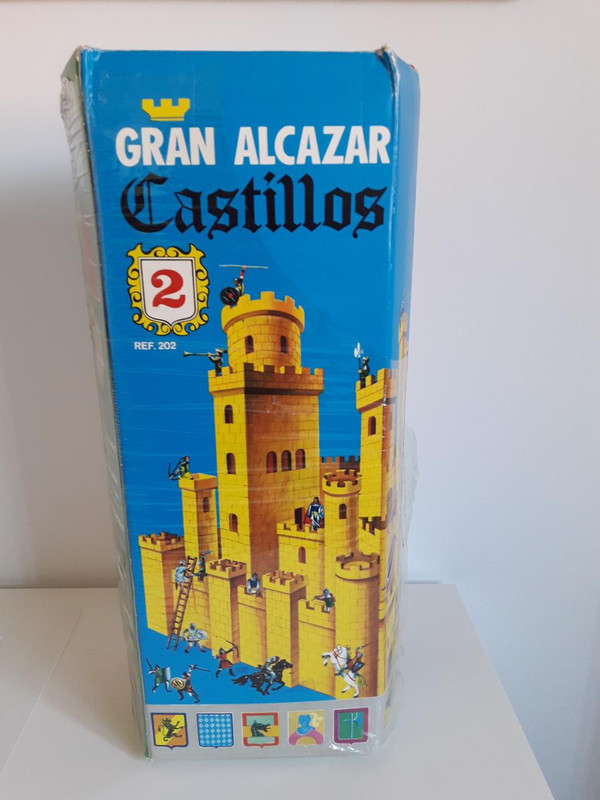 GRAN ALCAZAR
Castillos
2
REF. 202